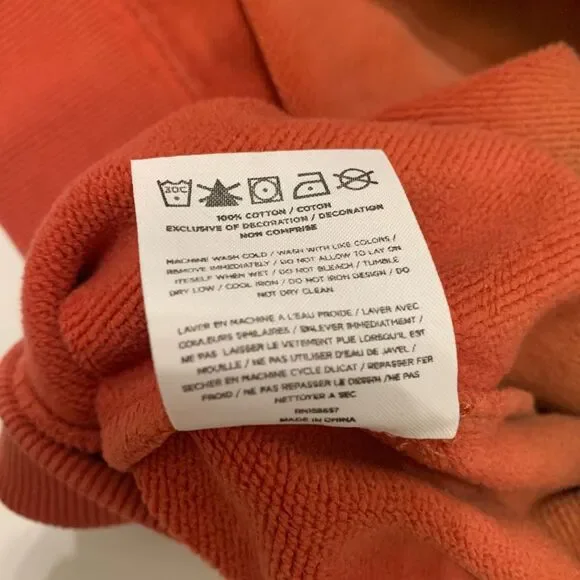 30C
100% COTTON / COTON
EXCLUSIVE OF DECORATION / DECORATION
NON COMPRISE
MACHINE WASH COLD / WASH WITH LIKE COLORS /
REMOVE IMMEDIATELY / DO NOT ALLOW TO LAY ON
ITESELF WHEN WET / DO NOT BLEACH / TUMBLE
DRY LOW / COOL IRON / DO NOT IRON DESIGN / DO
NOT DRY CLEAN.
LAVER EN MACHINE A L'EAU FROIDE / LAVER AVEC
COULEURS SIMILAIRES / ENLEVER IMMEDIATMENT /
NE PAS LAISSER LE VETEMENT PLIE LORSQU'IL EST
MOUILLE / NE PAS UTILISER D'EAU DE JAVEL /
SECHER EN MACHINE CYCLE DLICAT / REPASSER FER
FROID / NE PAS REPASSER LE DESSIN / NE PAS
NETTOYER A SEC
MADE IN CHINA